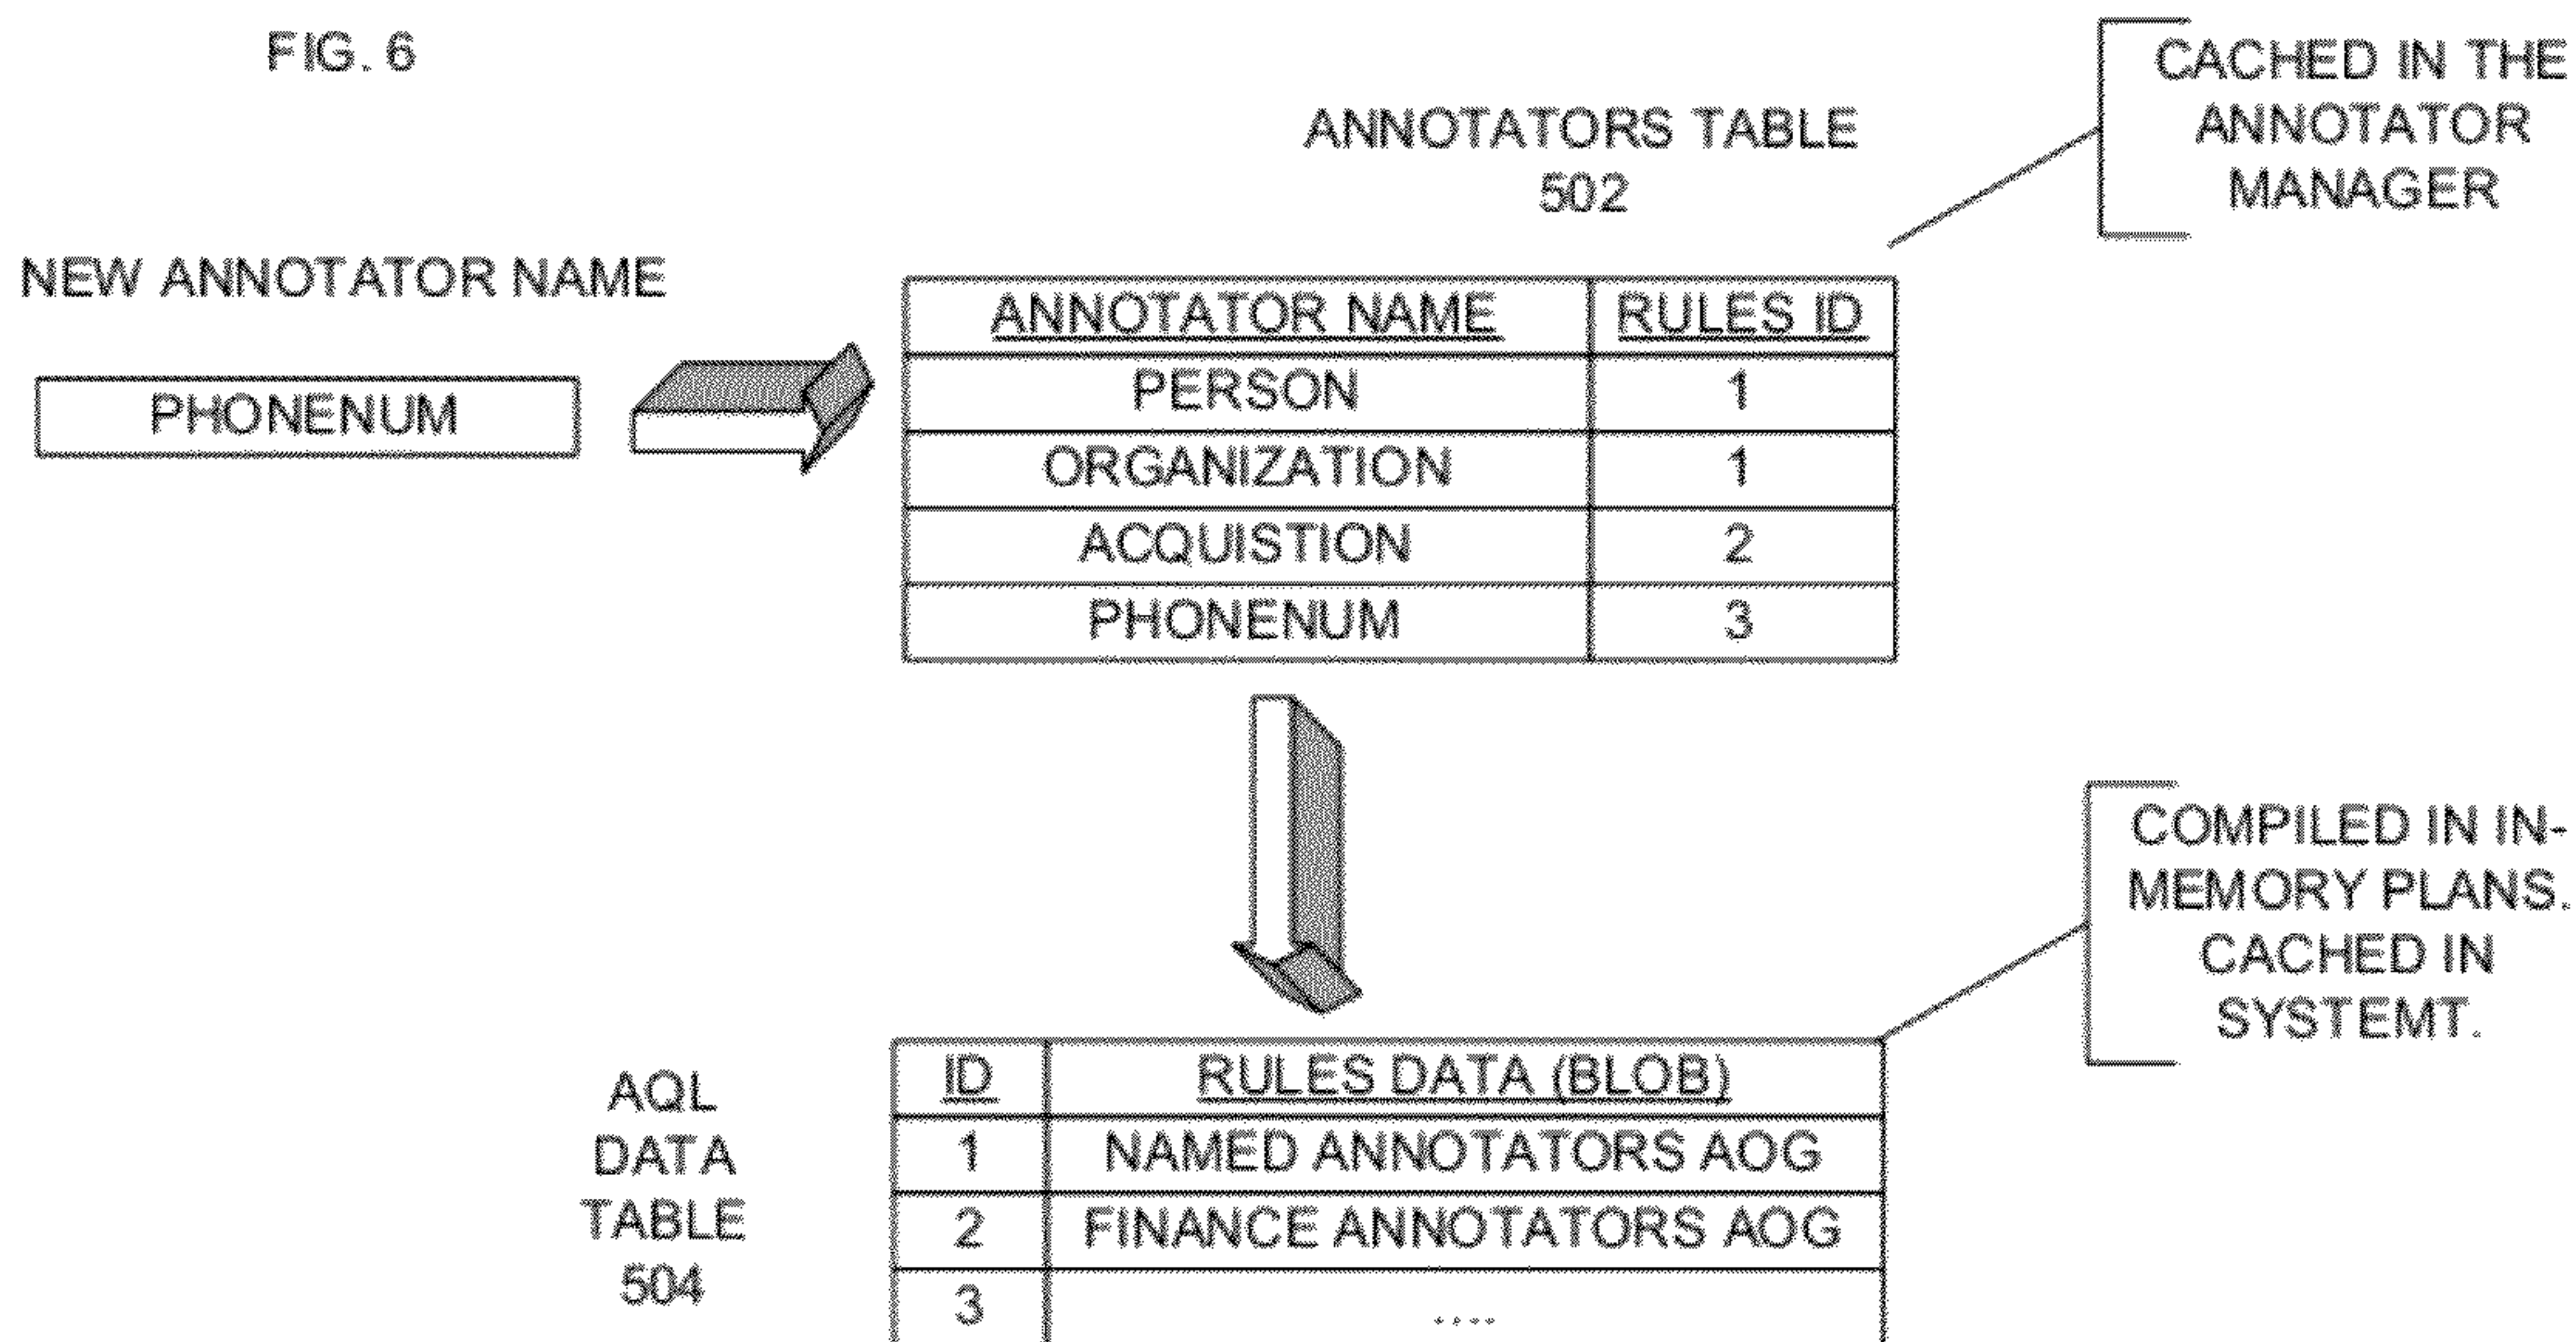 FIG. 6
CACHED IN THE
ANNOTATOR
MANAGER
ANNOTATORS TABLE
502
NEW ANNOTATOR NAME
PHONENUM
ANNOTATOR NAME RULES ID
PERSON 1
ORGANIZATION 1
ACQUISTION 2
PHONENUM 3
COMPILED IN IN-
MEMORY PLANS.
CACHED IN
SYSTEMT.
AQL
DATA
TABLE
504
ID RULES DATA (BLOB)
1 NAMED ANNOTATORS AOG
2 FINANCE ANNOTATORS AOG
3 ....